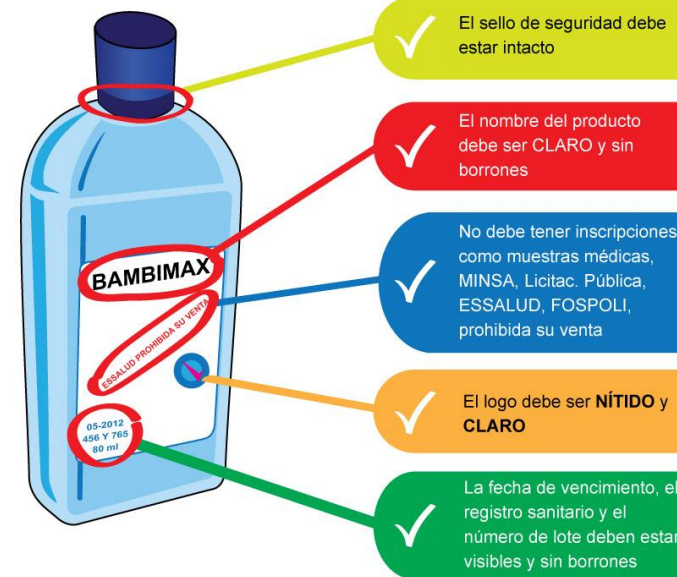 El sello de seguridad debe
estar intacto
El nombre del producto
debe ser CLARO y sin
borrones
No debe tener inscripciones
como muestras médicas,
MINSA, Licitac. Pública,
ESSALUD, FOSPOLI,
prohibida su venta
El logo debe ser NÍTIDO y
CLARO
La fecha de vencimiento, el
registro sanitario y el
número de lote deben estar
visibles y sin borrones
BAMBIMAX
ESSALUD PROHIBIDA SU VENTA
05-2012
456 Y 765
80 ml